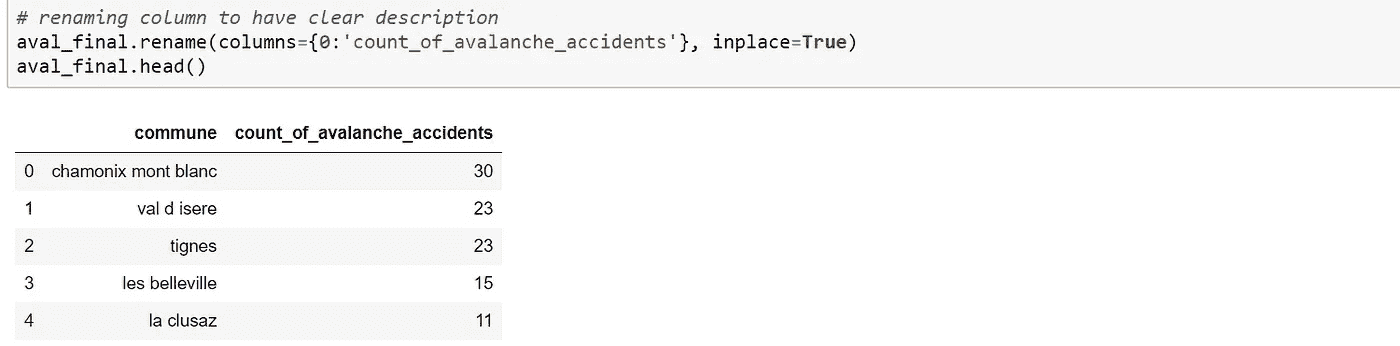 # renaming column to have clear description
aval_final.rename(columns={0:'count_of_avalanche_accidents'}, inplace=True)
aval_final.head()
commune count_of_avalanche_accidents
0 chamonix mont blanc 30
1 val d isere 23
2 tignes 23
3 les belleville 15
4 la clusaz 11